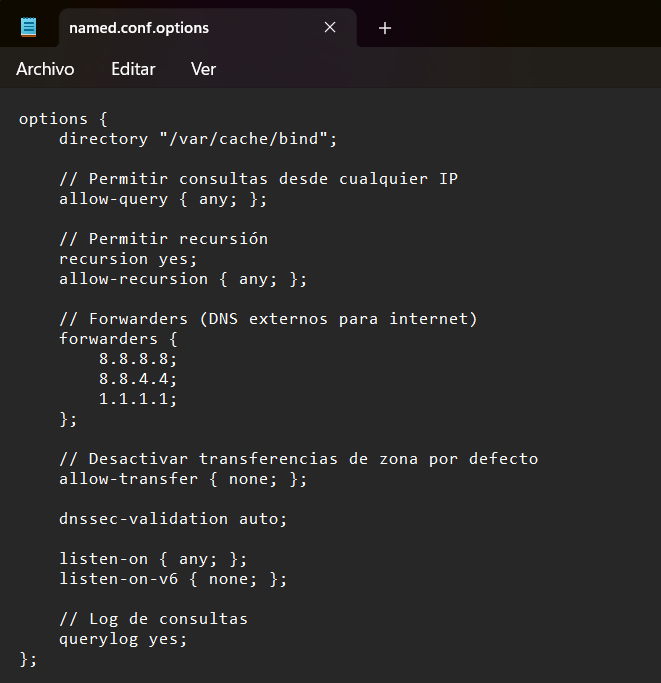 named.conf.options
Archivo Editar Ver
options {
    directory "/var/cache/bind";

    // Permitir consultas desde cualquier IP
    allow-query { any; };

    // Permitir recursión
    recursion yes;
    allow-recursion { any; };

    // Forwarders (DNS externos para internet)
    forwarders {
        8.8.8.8;
        8.8.4.4;
        1.1.1.1;
    };

    // Desactivar transferencias de zona por defecto
    allow-transfer { none; };

    dnssec-validation auto;

    listen-on { any; };
    listen-on-v6 { none; };

    // Log de consultas
    querylog yes;
};